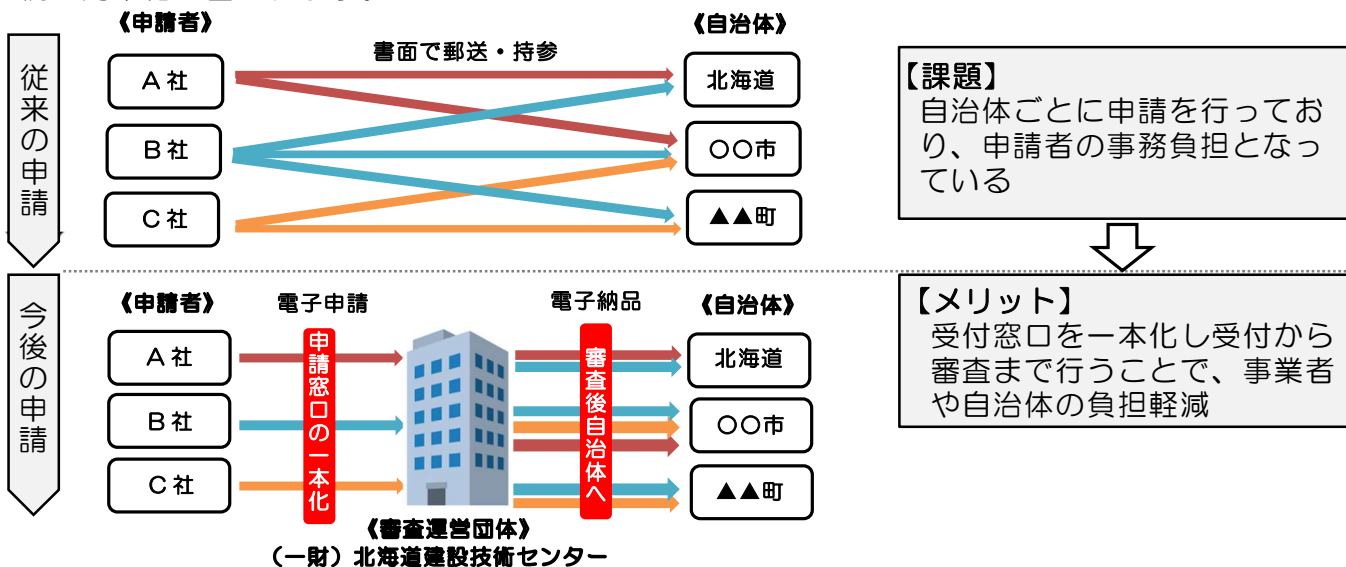 従来の申請
《申請者》
《自治体》
書面で郵送・持参
A社
B社
C社
北海道
〇〇市
▲▲町
【課題】
自治体ごとに申請を行ってお
り、申請者の事務負担となっ
ている
今後の申請
《申請者》
電子申請
電子納品
《自治体》
A社
B社
C社
申請窓口の一本化
審査後自治体へ
北海道
〇〇市
▲▲町
《審査運営団体》
（一財）北海道建設技術センター
【メリット】
受付窓口を一本化し受付から
審査まで行うことで、事業者
や自治体の負担軽減